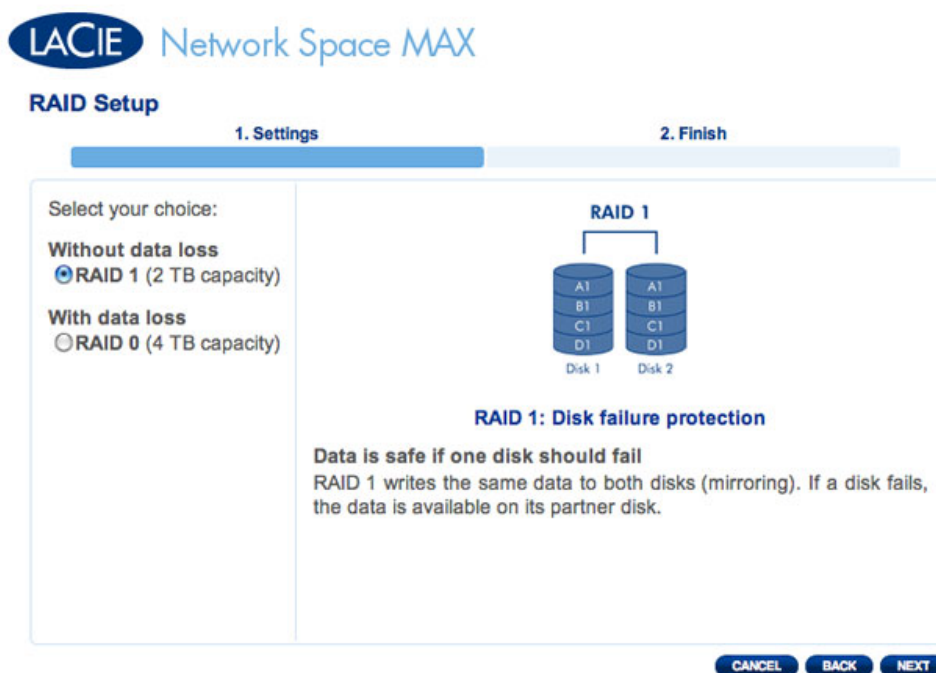 LACIE Network Space MAX
RAID Setup
1. Settings 2. Finish
Select your choice:
Without data loss
RAID 1 (2 TB capacity)
With data loss
RAID 0 (4 TB capacity)
RAID 1
A1 A1
B1 B1
C1 C1
D1 D1
Disk 1 Disk 2
RAID 1: Disk failure protection
Data is safe if one disk should fail
RAID 1 writes the same data to both disks (mirroring). If a disk fails,
the data is available on its partner disk.
CANCEL BACK NEXT